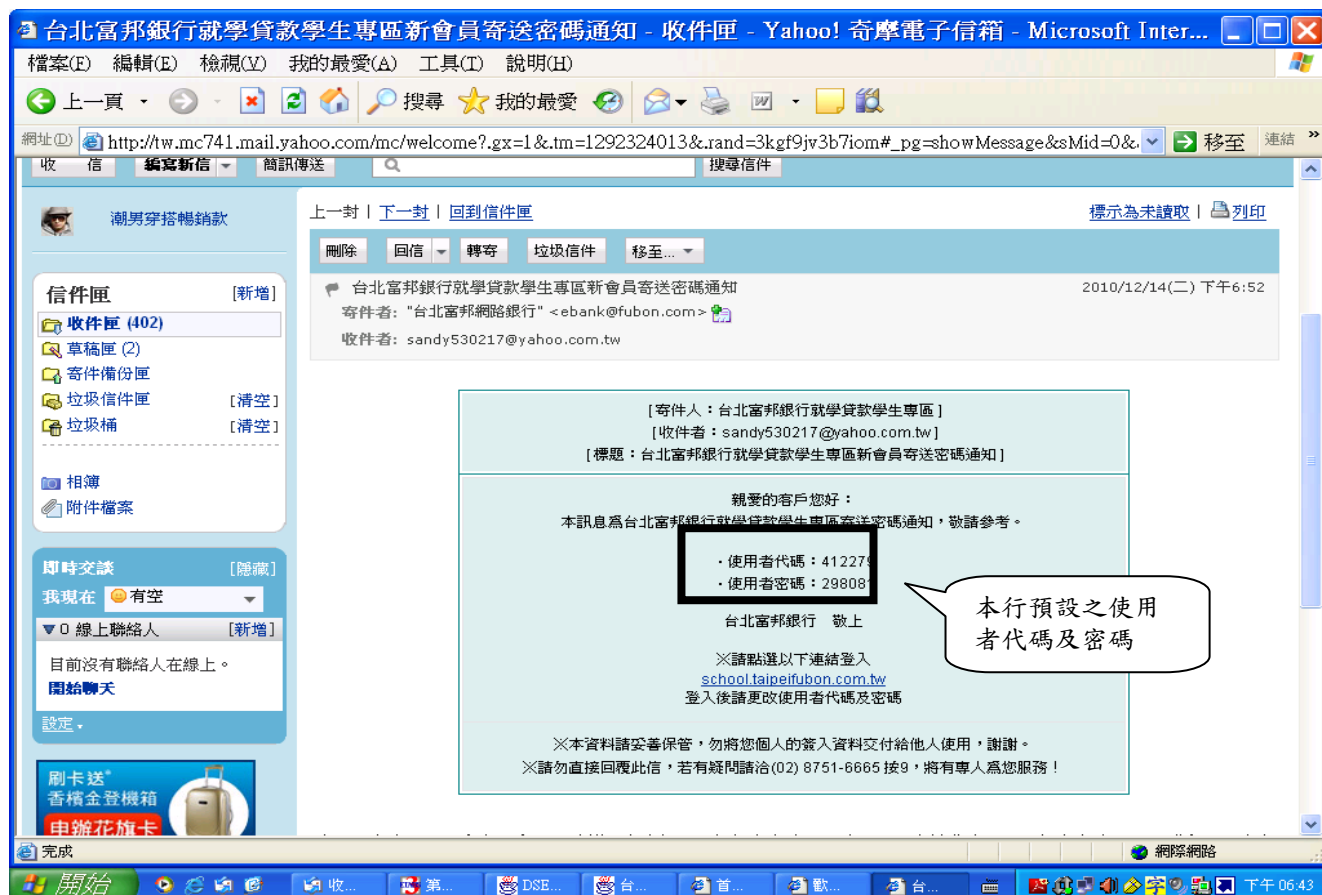 台北富邦銀行就學貸款學生專區新會員寄送密碼通知 - 收件匣 - Yahoo! 奇摩電子信箱 - Microsoft Inter...
檔案(F) 編輯(E) 檢視(V) 我的最愛(A) 工具(T) 說明(H)
上一頁 搜尋 我的最愛
網址(D) http://tw.mc741.mail.yahoo.com/mc/welcome?.gx=1&.tm=1292324013&.rand=3kgf9jv3b7iom#_pg=showMessage&sMid=0&. 移至 連結 »
收 信 編寫新信 簡訊傳送 搜尋信件
潮男穿搭暢銷款
上一封 | 下一封 | 回到信件匣 標示為未讀取 | 列印
刪除 回信 轉寄 垃圾信件 移至...
台北富邦銀行就學貸款學生專區新會員寄送密碼通知 2010/12/14(二) 下午6:52
寄件者: "台北富邦網路銀行" <ebank@fubon.com>
收件者: sandy530217@yahoo.com.tw
信件匣 [新增]
收件匣 (402)
草稿匣 (2)
寄件備份匣
垃圾信件匣 [清空]
垃圾桶 [清空]
相簿
附件檔案
即時交談 [隱藏]
我現在 有空
▼0 線上聯絡人 [新增]
目前沒有聯絡人在線上。
開始聊天
設定
刷卡送
香檳金登機箱
申辦花旗卡
[寄件人：台北富邦銀行就學貸款學生專區]
[收件者：sandy530217@yahoo.com.tw]
[標題：台北富邦銀行就學貸款學生專區新會員寄送密碼通知]
親愛的客戶您好：
本訊息為台北富邦銀行就學貸款學生專區寄送密碼通知，敬請參考。
．使用者代碼：412279
．使用者密碼：298081
台北富邦銀行 敬上
※請點選以下連結登入
school.taipeifubon.com.tw
登入後請更改使用者代碼及密碼
※本資料請妥善保管，勿將您個人的簽入資料交付給他人使用，謝謝。
※請勿直接回覆此信，若有疑問請洽(02) 8751-6665 按9，將有專人為您服務！
本行預設之使用
者代碼及密碼
完成 網際網路
開始 收... 第... DSE... 台... 首... 歡... 台... 下午 06:43